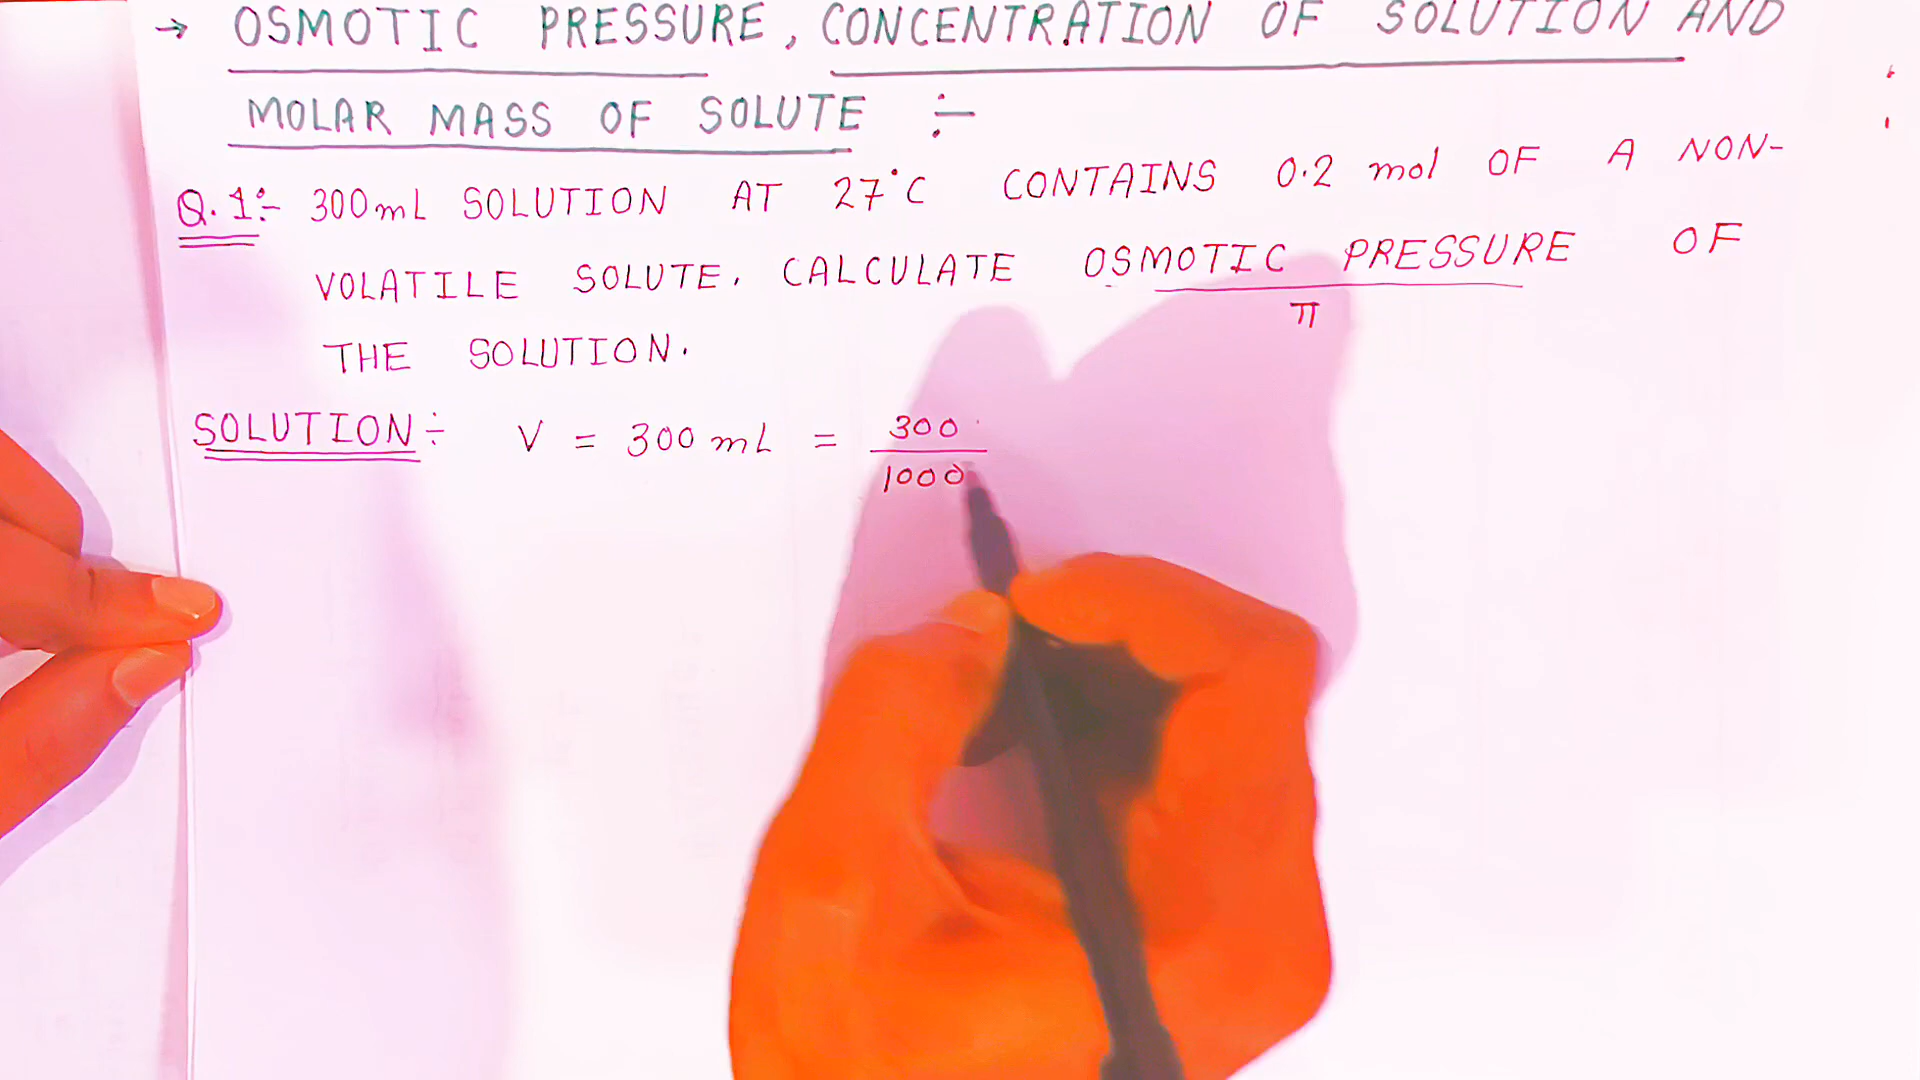 → OSMOTIC PRESSURE, CONCENTRATION OF SOLUTION AND
MOLAR MASS OF SOLUTE :-
Q.1:- 300mL SOLUTION AT 27°C CONTAINS 0.2 mol OF A NON-
VOLATILE SOLUTE. CALCULATE OSMOTIC PRESSURE OF
π
THE SOLUTION.
SOLUTION:- V = 300 mL = 300/1000